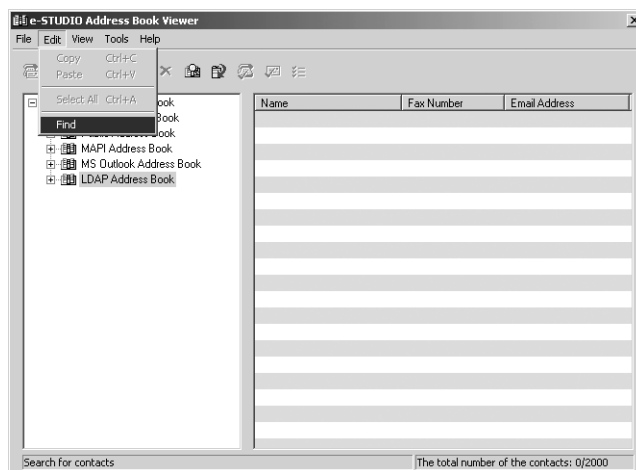 e-STUDIO Address Book Viewer
File Edit View Tools Help
Copy Ctrl+C
Paste Ctrl+V
Select All Ctrl+A
Find
ook
Book
Address Book
MAPI Address Book
MS Outlook Address Book
LDAP Address Book
Name Fax Number Email Address
Search for contacts The total number of the contacts: 0/2000